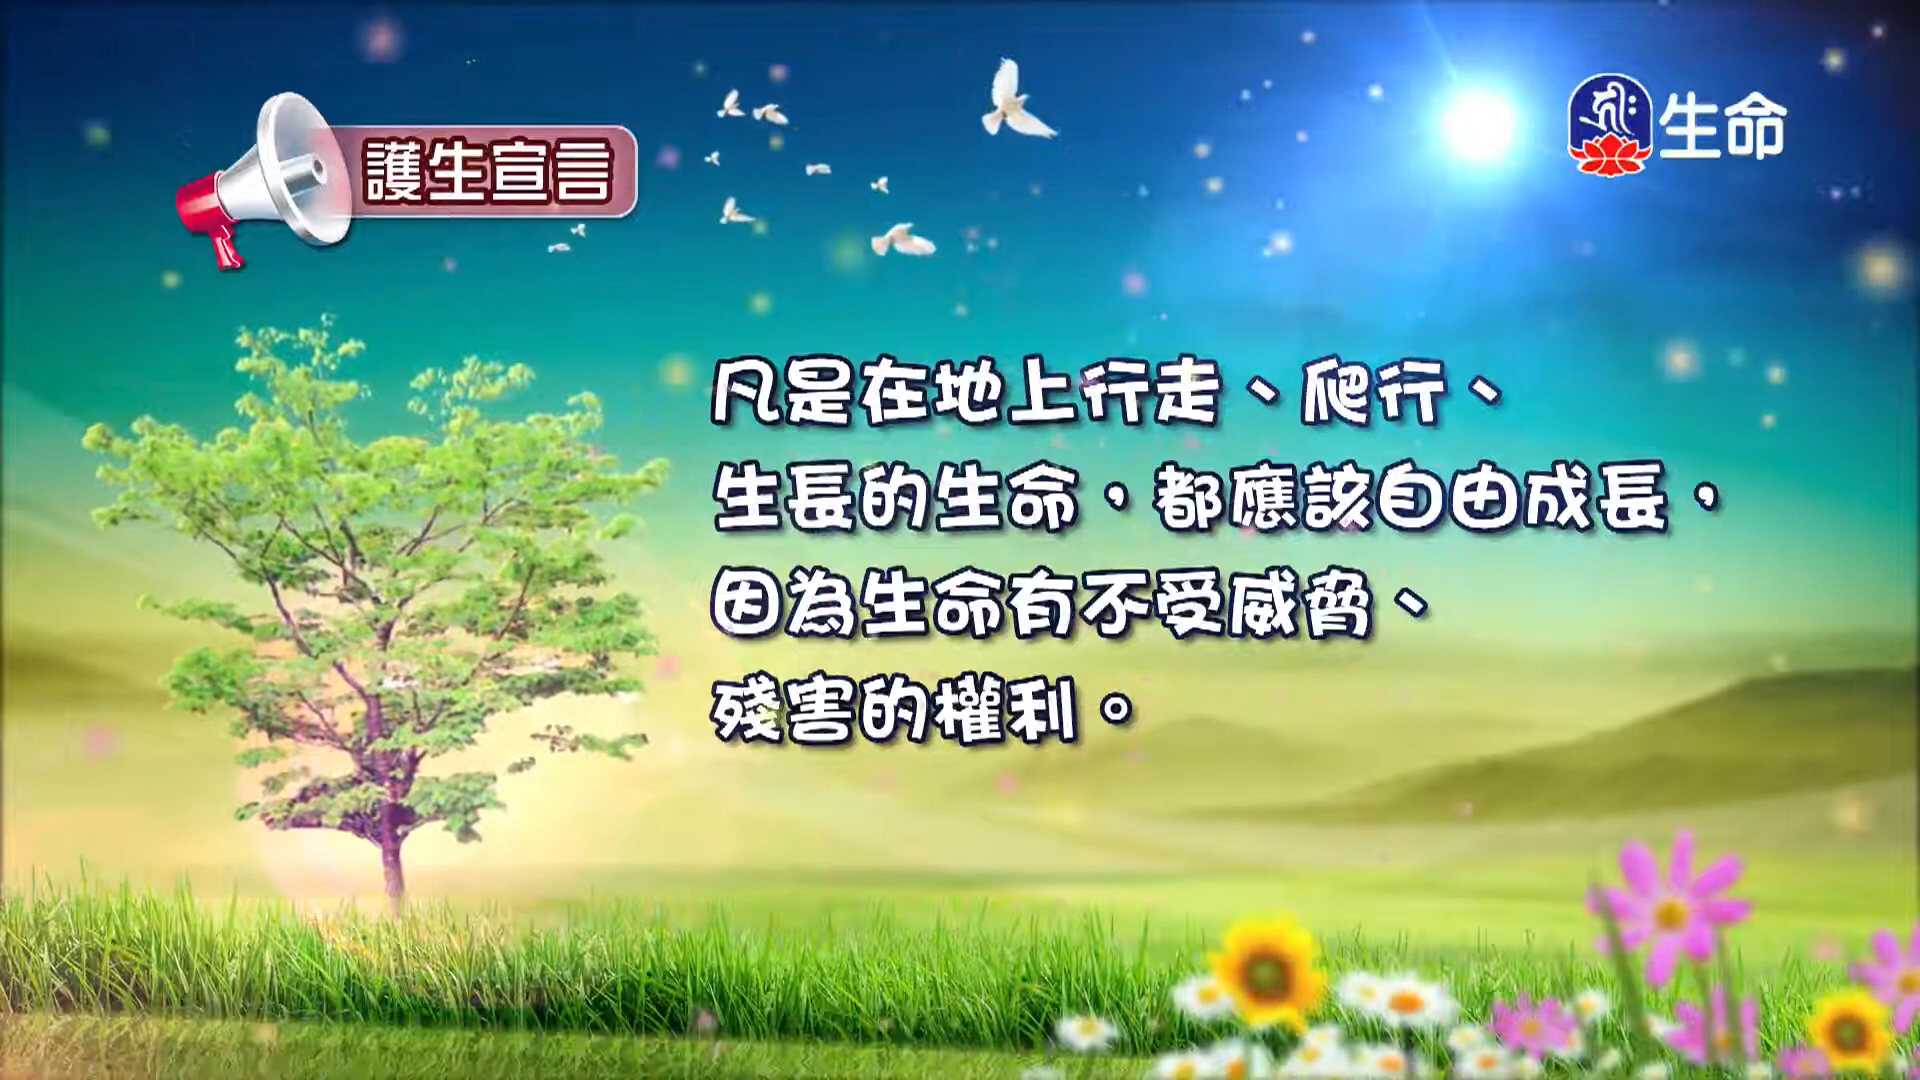 護生宣言
生命
凡是在地上行走、爬行、
生長的生命，都應該自由成長，
因為生命有不受威脅、
殘害的權利。